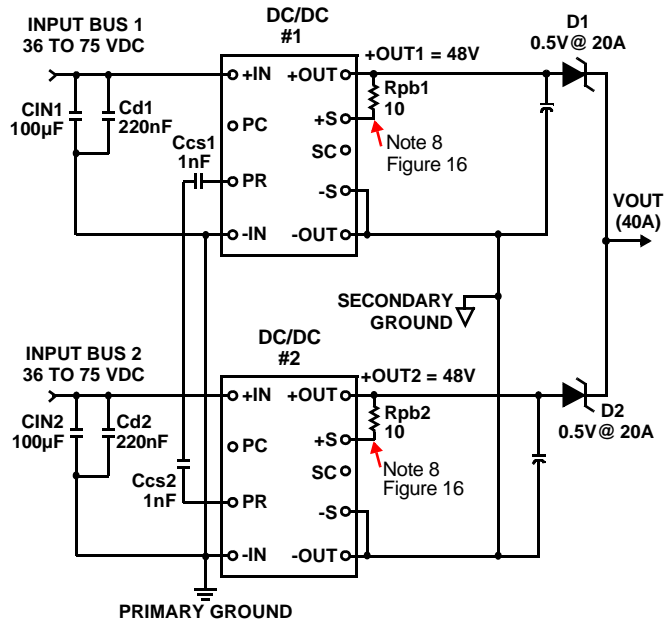 INPUT BUS 1
36 TO 75 VDC
DC/DC
#1
+OUT1 = 48V
D1
0.5V@ 20A
+IN
+OUT
Rpb1
10
CIN1
100µF
Cd1
220nF
PC
+S
Note 8
Figure 16
Ccs1
1nF
SC
PR
-S
VOUT
(40A)
-IN
-OUT
SECONDARY
GROUND
INPUT BUS 2
36 TO 75 VDC
DC/DC
#2
+OUT2 = 48V
+IN
+OUT
Rpb2
10
D2
0.5V@ 20A
CIN2
100µF
Cd2
220nF
PC
+S
Note 8
Figure 16
Ccs2
1nF
SC
PR
-S
-IN
-OUT
PRIMARY GROUND